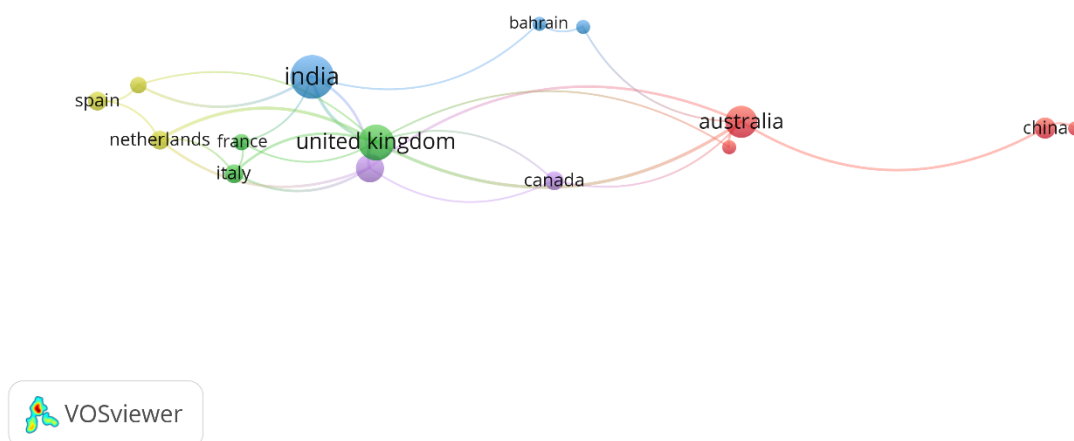 bahrain
india
spain
australia
china
netherlands
france
united kingdom
italy
canada
VOSviewer